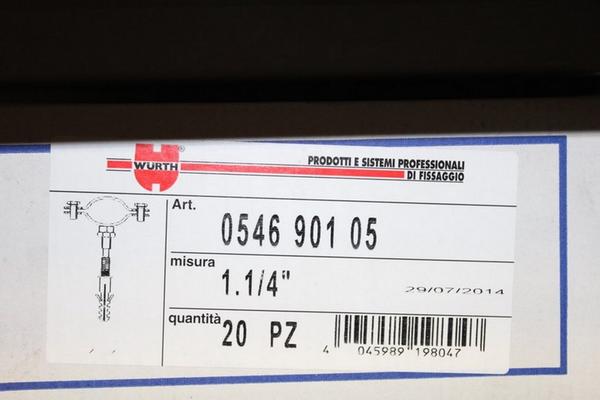 WÜRTH
®
PRODOTTI E SISTEMI PROFESSIONALI
DI FISSAGGIO
Art.
0546 901 05
misura
1.1/4"
29/07/2014
quantità
20 PZ
4 045989 198047